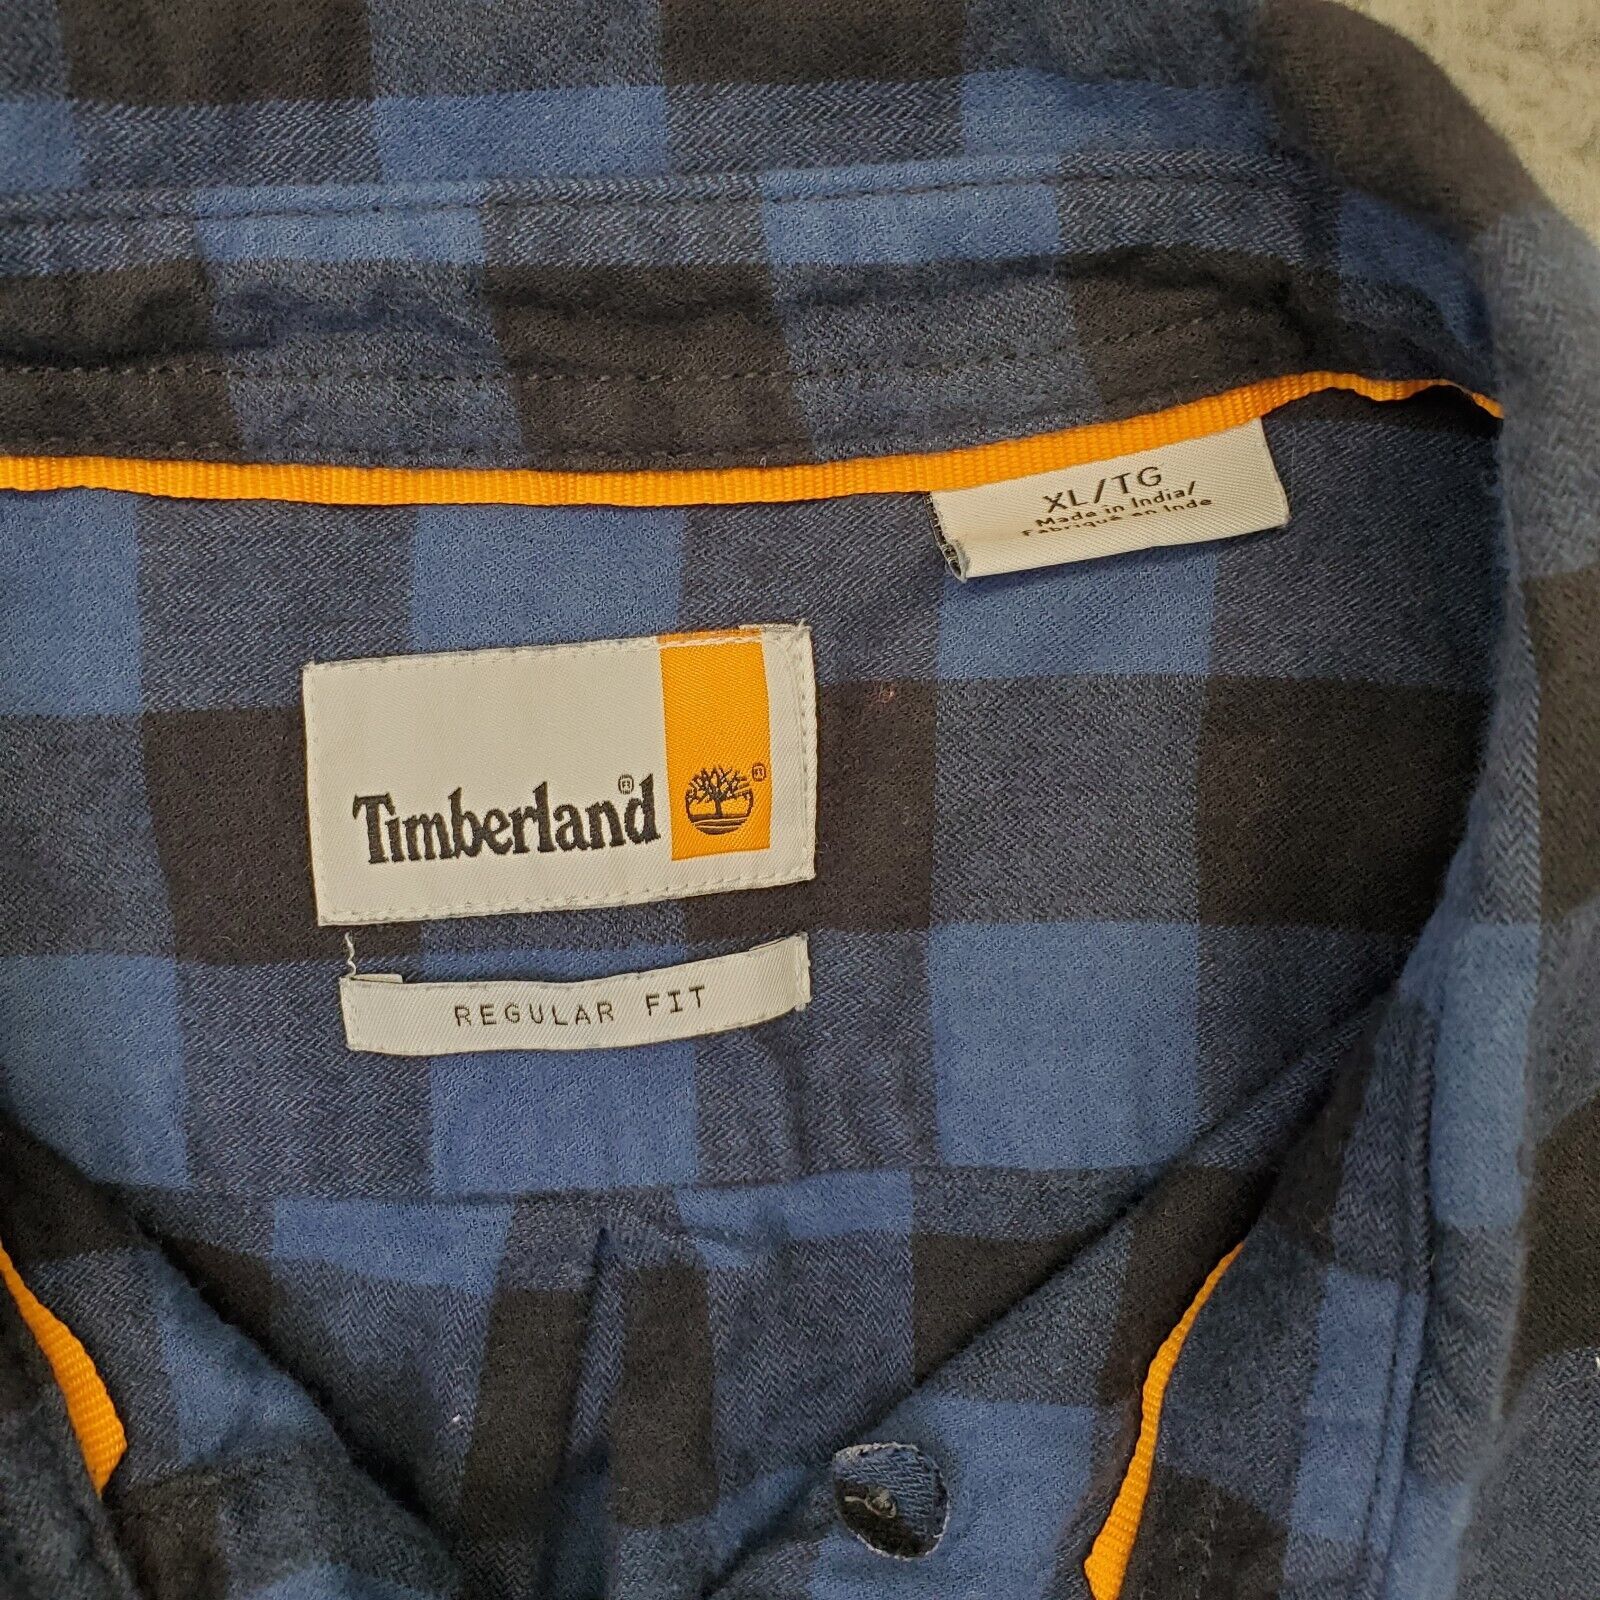 XL/TG
Made in India/
Fabriqué en Inde
Timberland®
®
REGULAR FIT